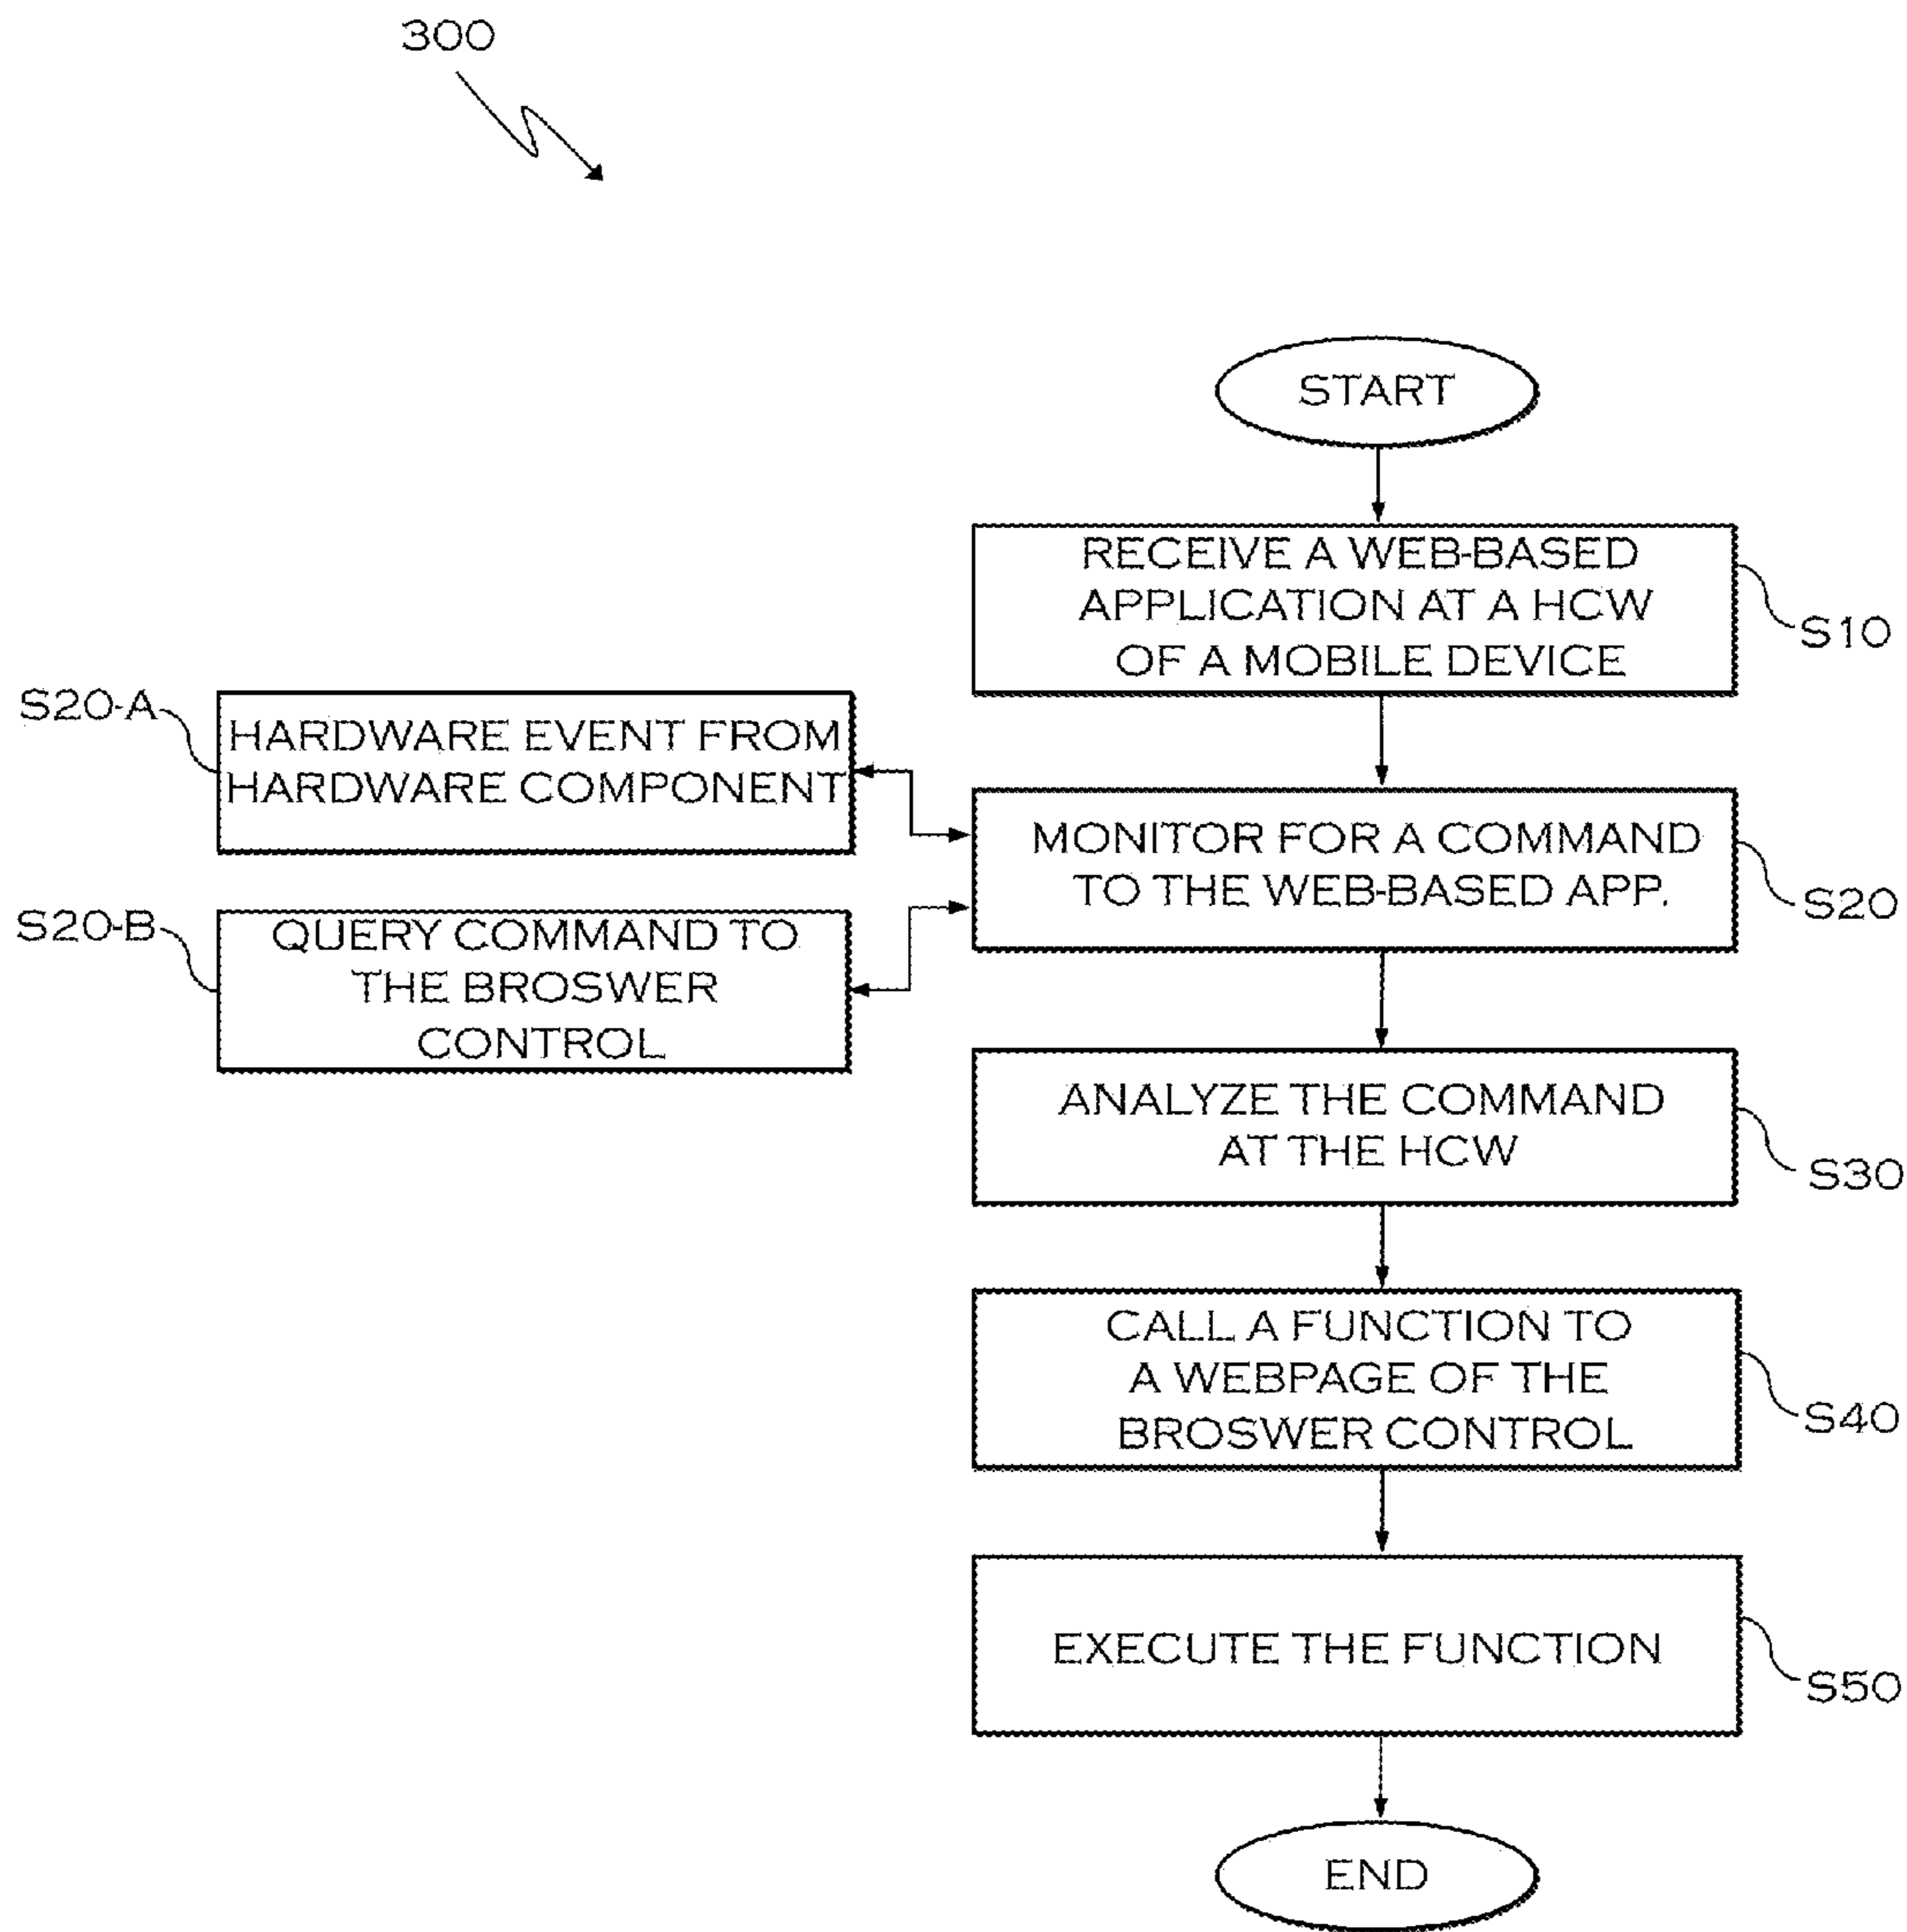 300
START
RECEIVE A WEB-BASED
APPLICATION AT A HCW
OF A MOBILE DEVICE
S10
S20-A
HARDWARE EVENT FROM
HARDWARE COMPONENT
MONITOR FOR A COMMAND
TO THE WEB-BASED APP.
S20
S20-B
QUERY COMMAND TO
THE BROSWER
CONTROL
ANALYZE THE COMMAND
AT THE HCW
S30
CALL A FUNCTION TO
A WEBPAGE OF THE
BROSWER CONTROL
S40
EXECUTE THE FUNCTION
S50
END